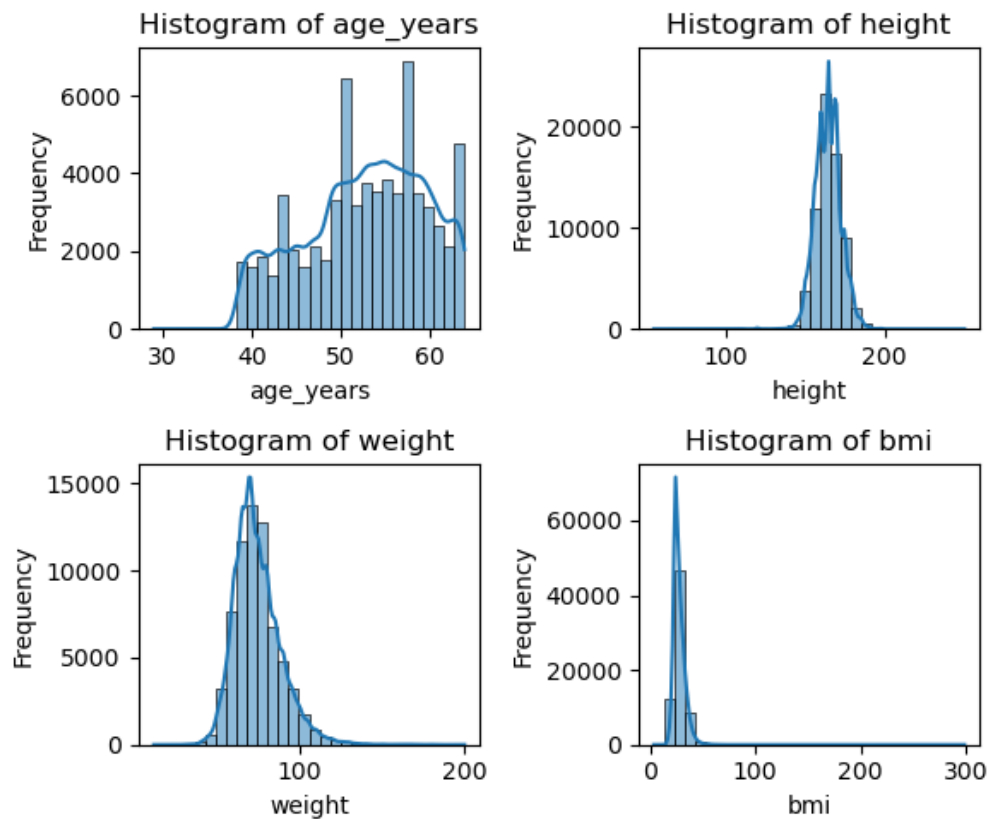 Histogram of age_years
Frequency
6000
4000
2000
0
30 40 50 60
age_years
Histogram of height
Frequency
20000
10000
0
100 200
height
Histogram of weight
Frequency
15000
10000
5000
0
100 200
weight
Histogram of bmi
Frequency
60000
40000
20000
0
0 100 200 300
bmi